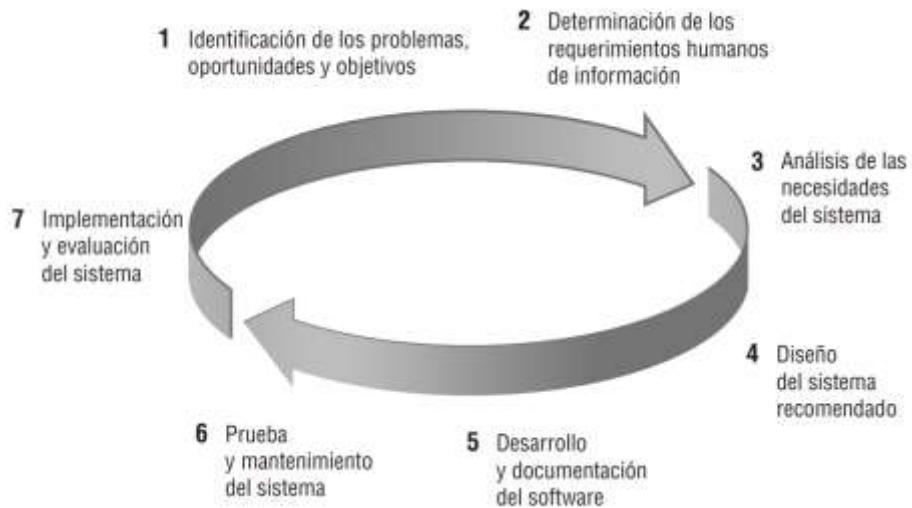 1 Identificación de los problemas,
oportunidades y objetivos
2 Determinación de los
requerimientos humanos
de información
3 Análisis de las
necesidades
del sistema
4 Diseño
del sistema
recomendado
5 Desarrollo
y documentación
del software
6 Prueba
y mantenimiento
del sistema
7 Implementación
y evaluación
del sistema